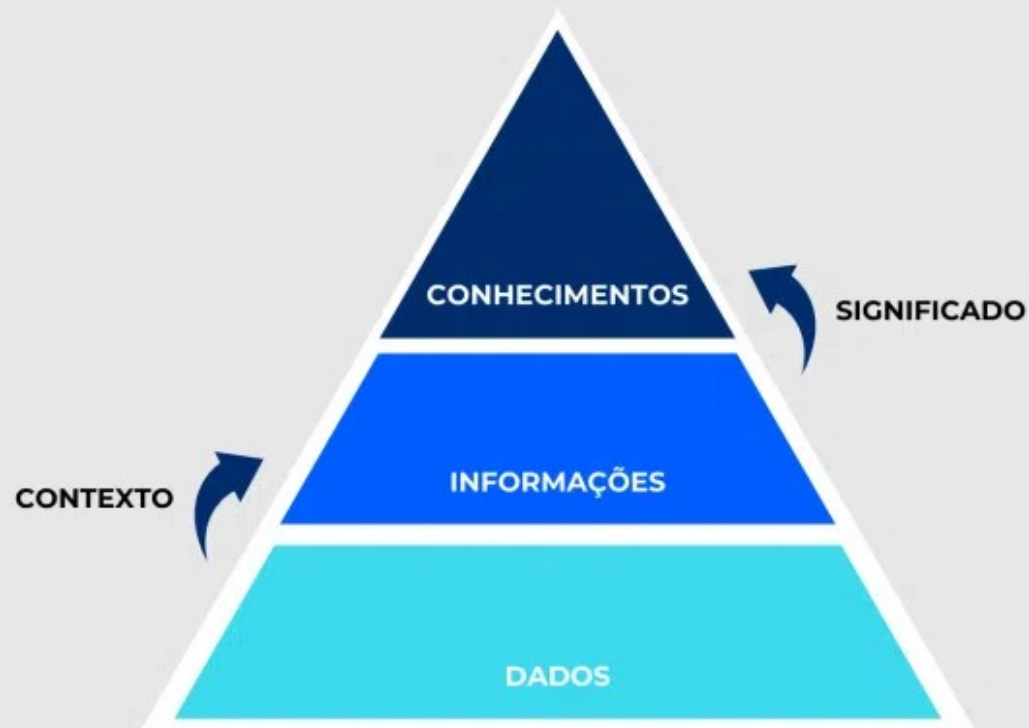 CONHECIMENTOS
SIGNIFICADO
INFORMAÇÕES
CONTEXTO
DADOS